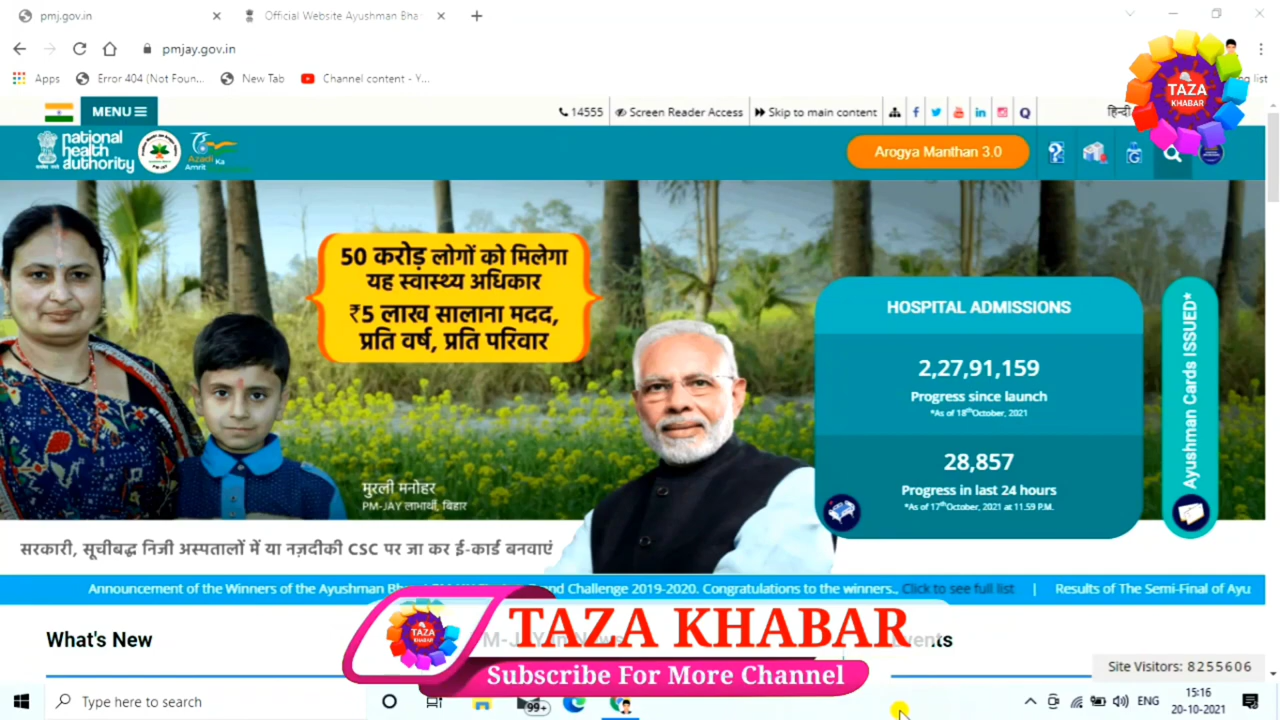 pmj.gov.in
Official Website Ayushman Bha
pmjay.gov.in
Apps
Error 404 (Not Foun...
New Tab
Channel content - Y...
TAZA
KHABAR
MENU
14555
Screen Reader Access
Skip to main content
हिन्दी
national
health
authority
Azadi
Ka
Amrit
Arogya Manthan 3.0
50 करोड़ लोगों को मिलेगा
यह स्वास्थ्य अधिकार
₹5 लाख सालाना मदद,
प्रति वर्ष, प्रति परिवार
मुरली मनोहर
PM-JAY लाभार्थी, बिहार
HOSPITAL ADMISSIONS
2,27,91,159
Progress since launch
*As of 18thOctober, 2021
28,857
Progress in last 24 hours
*As of 17thOctober, 2021 at 11.59 P.M.
Ayushman Cards ISSUED*
सरकारी, सूचीबद्ध निजी अस्पतालों में या नज़दीकी CSC पर जा कर ई-कार्ड बनवाएं
Announcement of the Winners of the Ayushman Challenge 2019-2020. Congratulations to the winners., Click to see full list | Results of The Semi-Final of Ayu
What's New
TAZA
KHABAR
TAZA KHABAR
Subscribe For More Channel
Site Visitors: 8255606
Type here to search
99+
ENG
15:16
20-10-2021